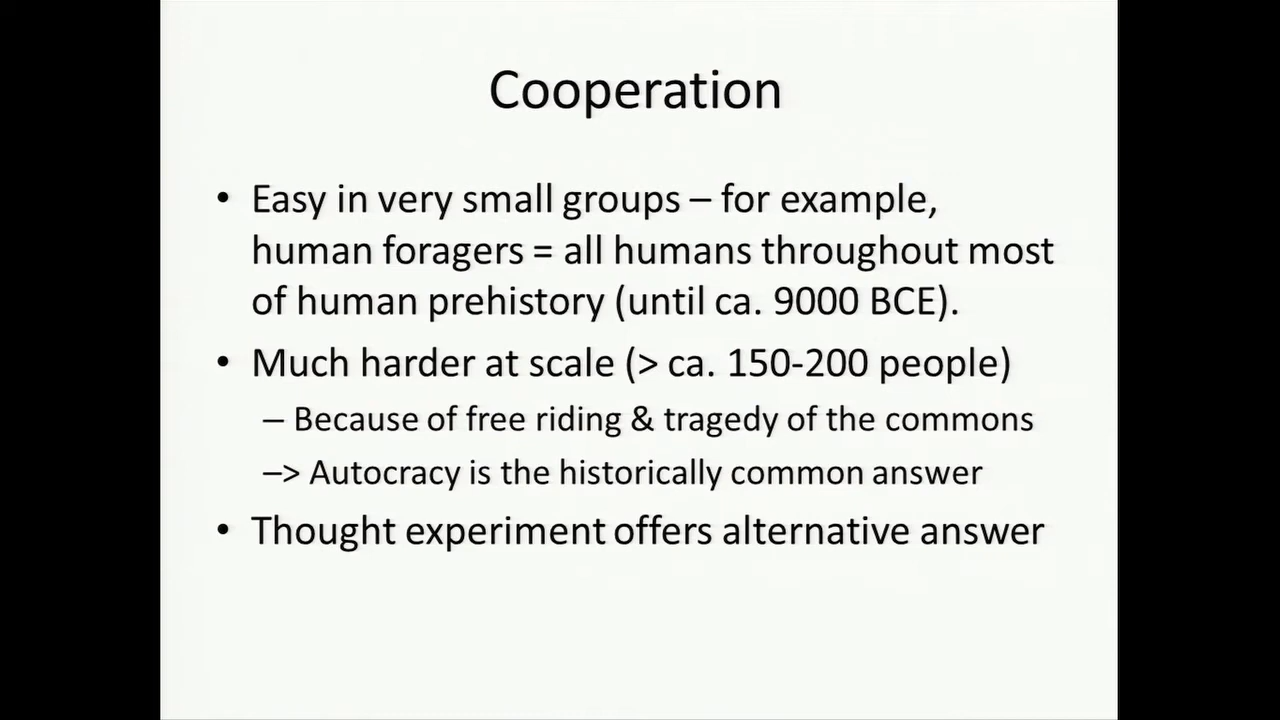 Cooperation
• Easy in very small groups – for example,
human foragers = all humans throughout most
of human prehistory (until ca. 9000 BCE).
• Much harder at scale (> ca. 150-200 people)
– Because of free riding & tragedy of the commons
–> Autocracy is the historically common answer
• Thought experiment offers alternative answer